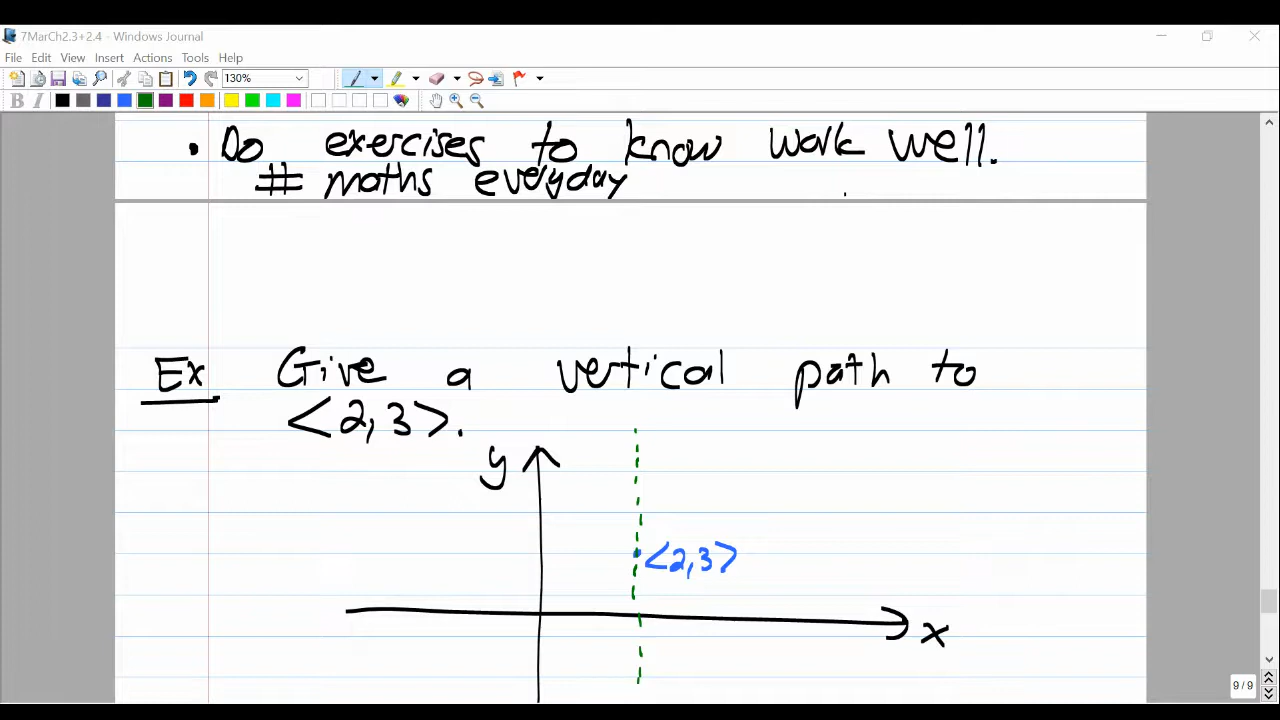 7MarCh2.3+2.4 - Windows Journal
File Edit View Insert Actions Tools Help
130%
B I
• Do exercises to know work well.
# maths everyday
Ex Give a vertical path to
<2,3>.
y
<2,3>
x
9 / 9